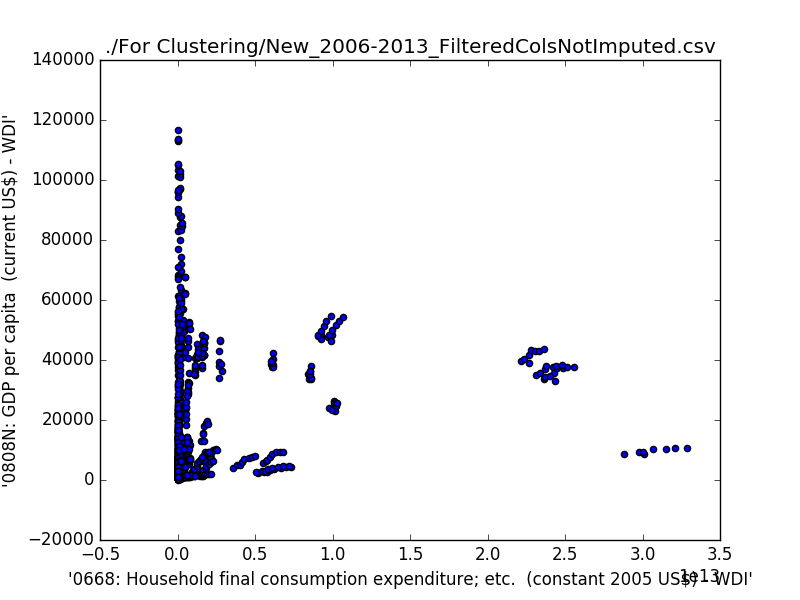 ./For Clustering/New_2006-2013_FilteredColsNotImputed.csv
140000
120000
100000
80000
60000
40000
20000
0
−20000
'0808N: GDP per capita  (current US$) - WDI'
−0.5 0.0 0.5 1.0 1.5 2.0 2.5 3.0 3.5
1e13
'0668: Household final consumption expenditure; etc.  (constant 2005 US$) - WDI'